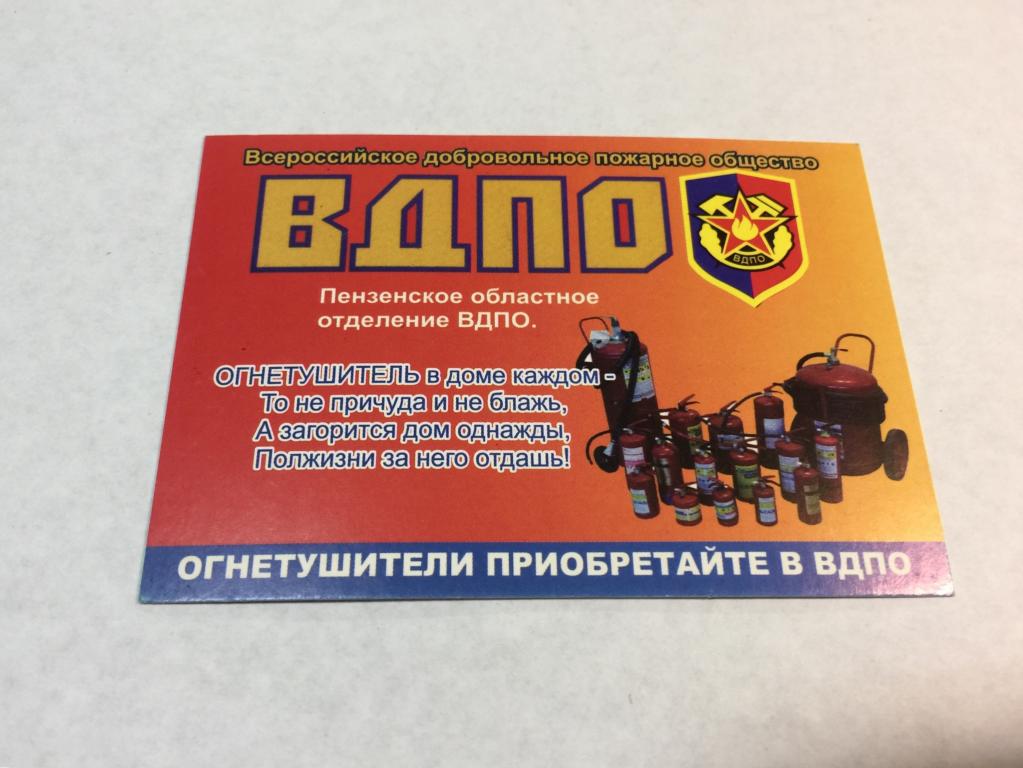 Всероссийское добровольное пожарное общество
ВДПО
ВДПО
Пензенское областное
отделение ВДПО.
ОГНЕТУШИТЕЛЬ в доме каждом -
То не причуда и не блажь,
А загорится дом однажды,
Полжизни за него отдашь!
ОГНЕТУШИТЕЛИ ПРИОБРЕТАЙТЕ В ВДПО